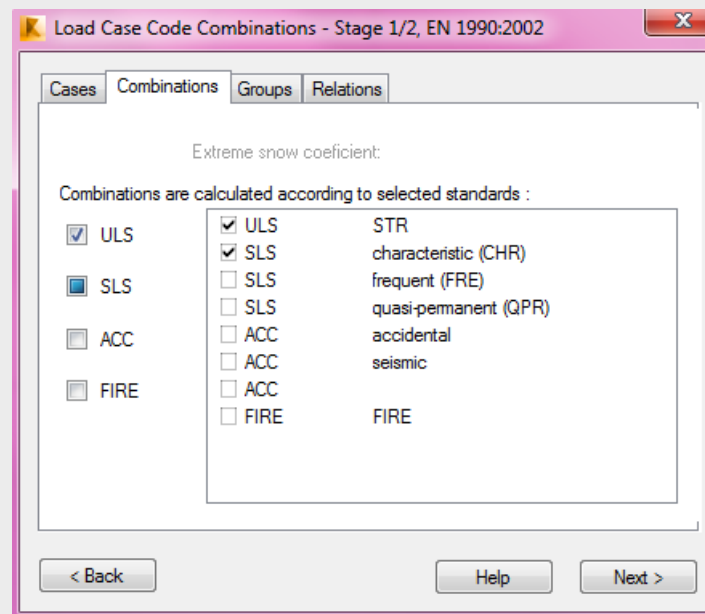 Load Case Code Combinations - Stage 1/2, EN 1990:2002
Cases Combinations Groups Relations
Extreme snow coeficient:
Combinations are calculated according to selected standards :
ULS
SLS
ACC
FIRE
ULS STR
SLS characteristic (CHR)
SLS frequent (FRE)
SLS quasi-permanent (QPR)
ACC accidental
ACC seismic
ACC
FIRE FIRE
< Back Help Next >